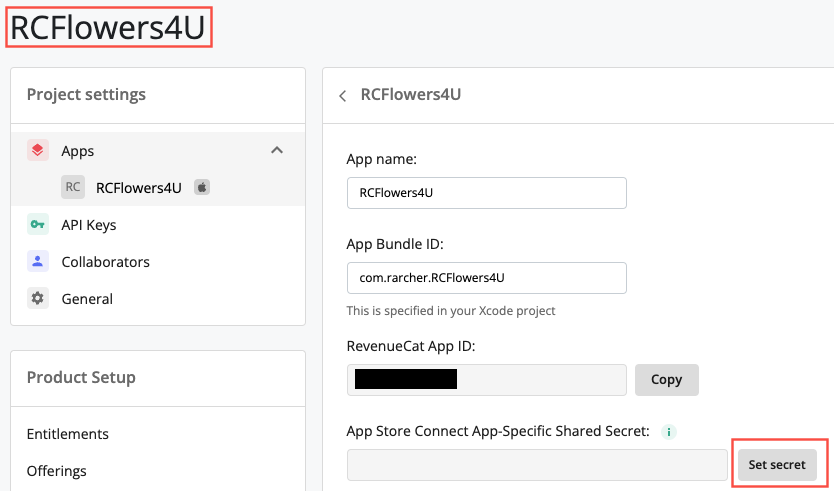 RCFlowers4U
Project settings
Apps
RC RCFlowers4U
API Keys
Collaborators
General
Product Setup
Entitlements
Offerings
RCFlowers4U
App name:
RCFlowers4U
App Bundle ID:
com.rarcher.RCFlowers4U
This is specified in your Xcode project
RevenueCat App ID:
Copy
App Store Connect App-Specific Shared Secret: i
Set secret